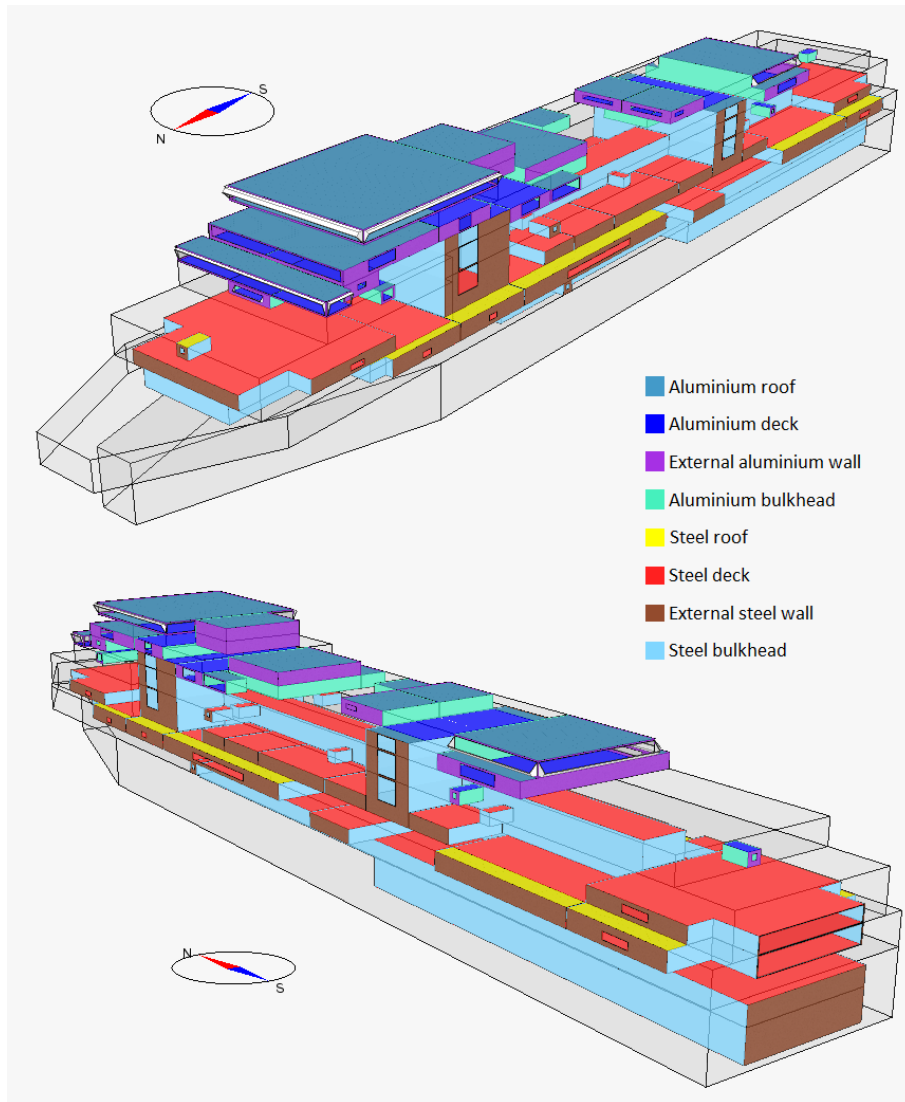 S
N
Aluminium roof
Aluminium deck
External aluminium wall
Aluminium bulkhead
Steel roof
Steel deck
External steel wall
Steel bulkhead
N
S